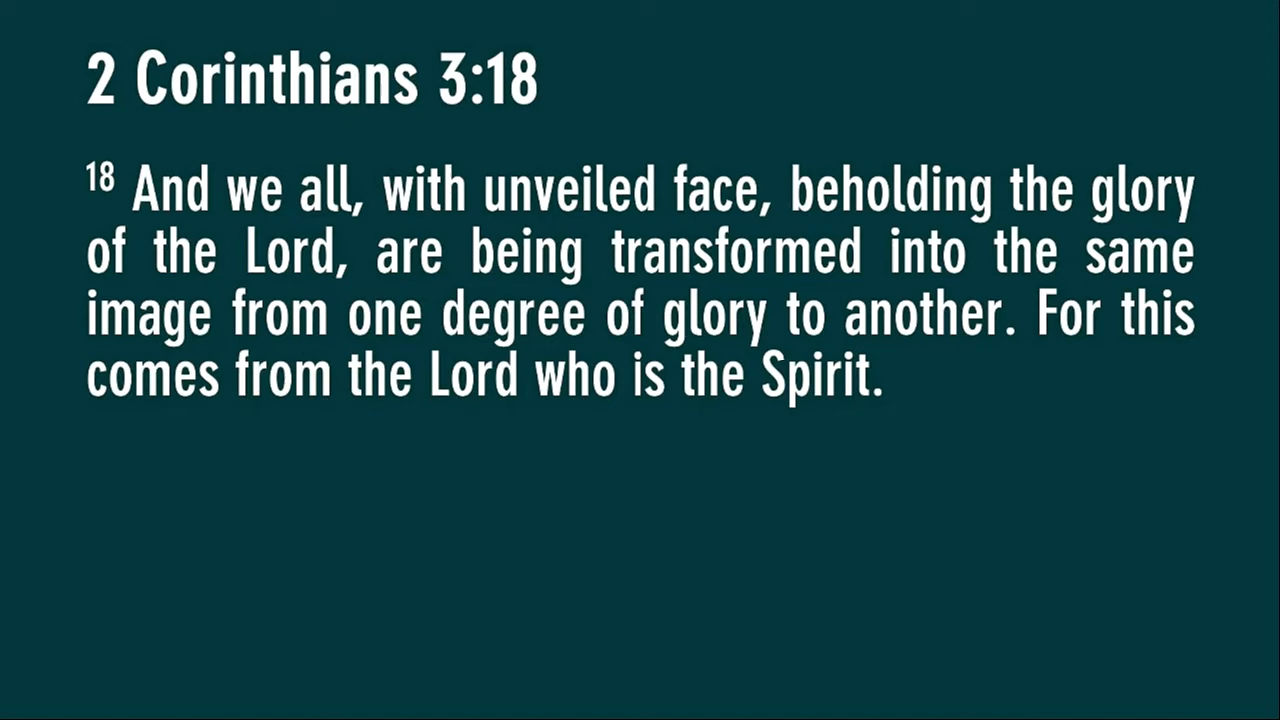 2 Corinthians 3:18
18 And we all, with unveiled face, beholding the glory
of the Lord, are being transformed into the same
image from one degree of glory to another. For this
comes from the Lord who is the Spirit.